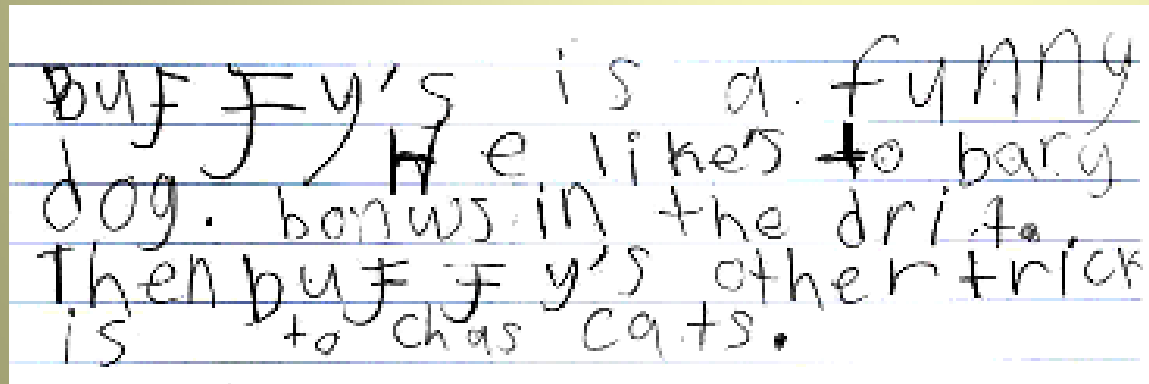 Buffy's is a funny
dog. He likes to bary
bonws in the drit.
Then buffy's other trick
is to chas cats.